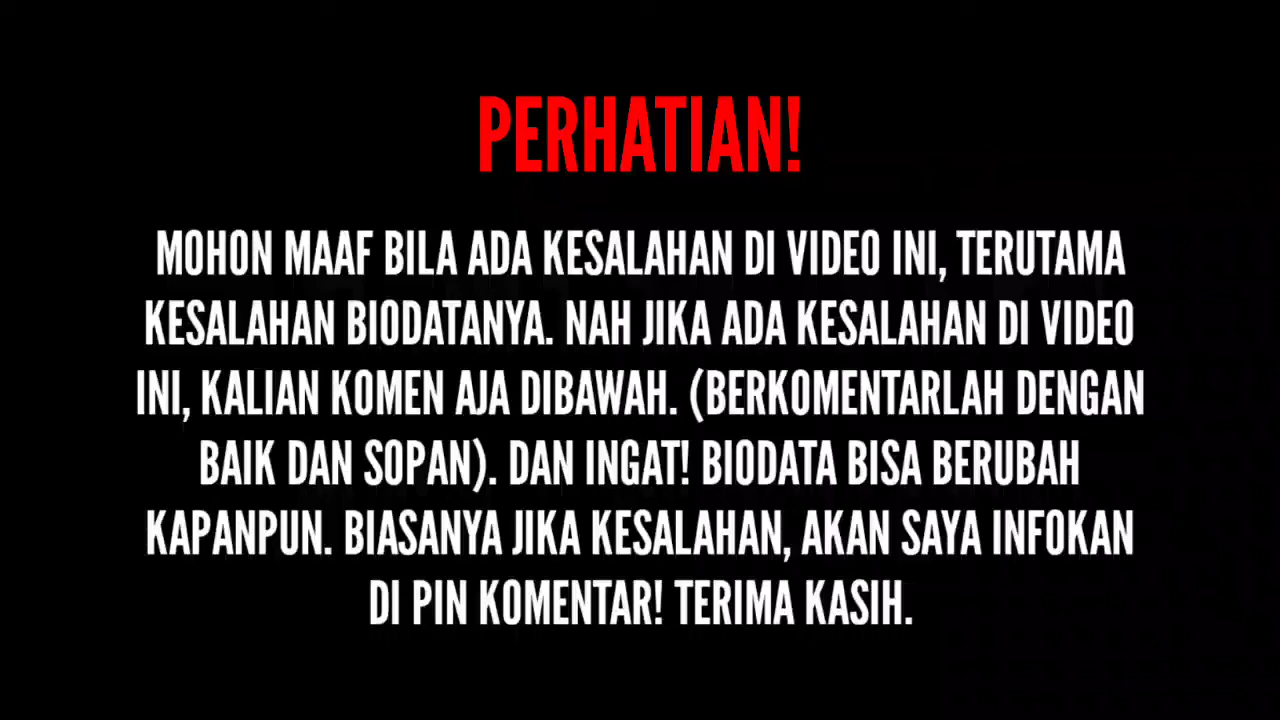 PERHATIAN!
MOHON MAAF BILA ADA KESALAHAN DI VIDEO INI, TERUTAMA
KESALAHAN BIODATANYA. NAH JIKA ADA KESALAHAN DI VIDEO
INI, KALIAN KOMEN AJA DIBAWAH. (BERKOMENTARLAH DENGAN
BAIK DAN SOPAN). DAN INGAT! BIODATA BISA BERUBAH
KAPANPUN. BIASANYA JIKA KESALAHAN, AKAN SAYA INFOKAN
DI PIN KOMENTAR! TERIMA KASIH.